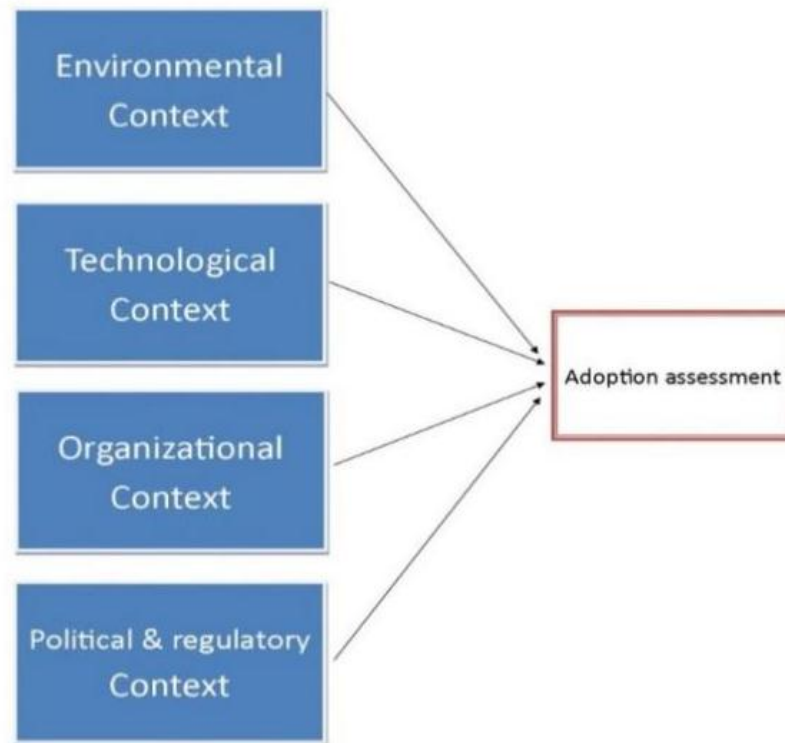 Environmental
Context
Technological
Context
Adoption assessment
Organizational
Context
Political & regulatory
Context